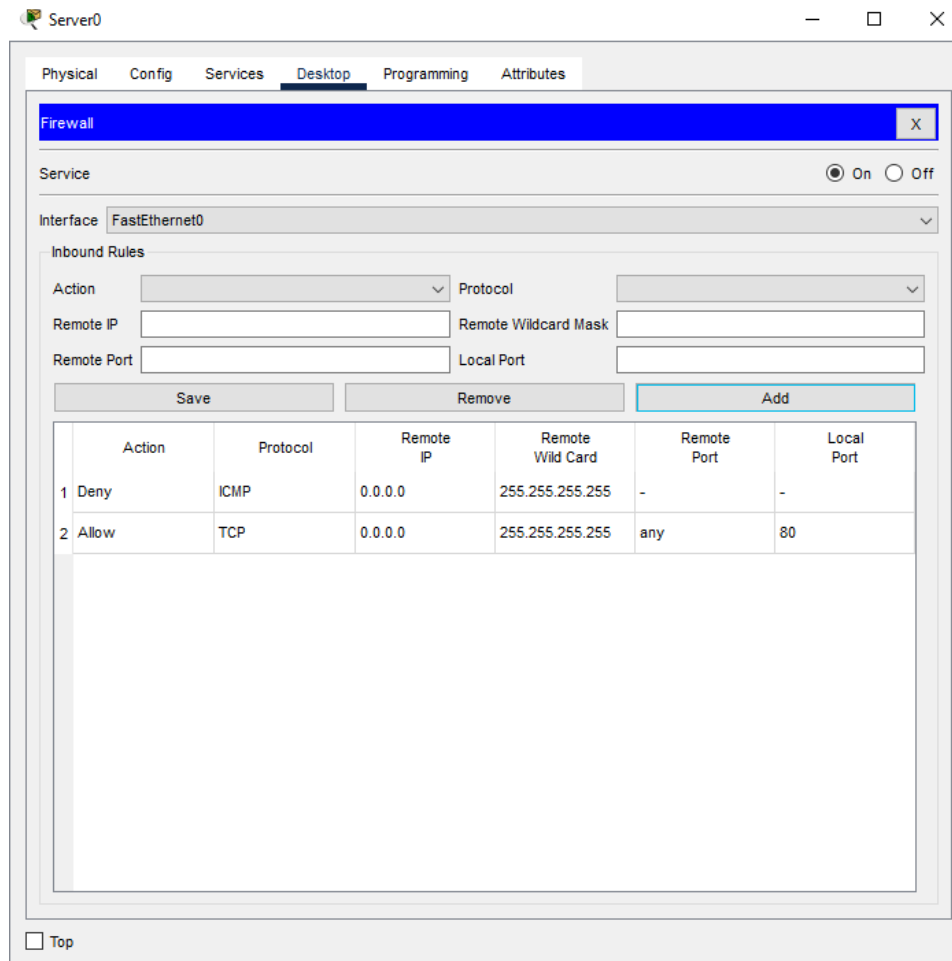 Server0
Physical Config Services Desktop Programming Attributes
Firewall X
Service On Off
Interface FastEthernet0
Inbound Rules
Action Protocol
Remote IP Remote Wildcard Mask
Remote Port Local Port
Save Remove Add
Action Protocol Remote IP Remote Wild Card Remote Port Local Port
1 Deny ICMP 0.0.0.0 255.255.255.255 - -
2 Allow TCP 0.0.0.0 255.255.255.255 any 80
Top